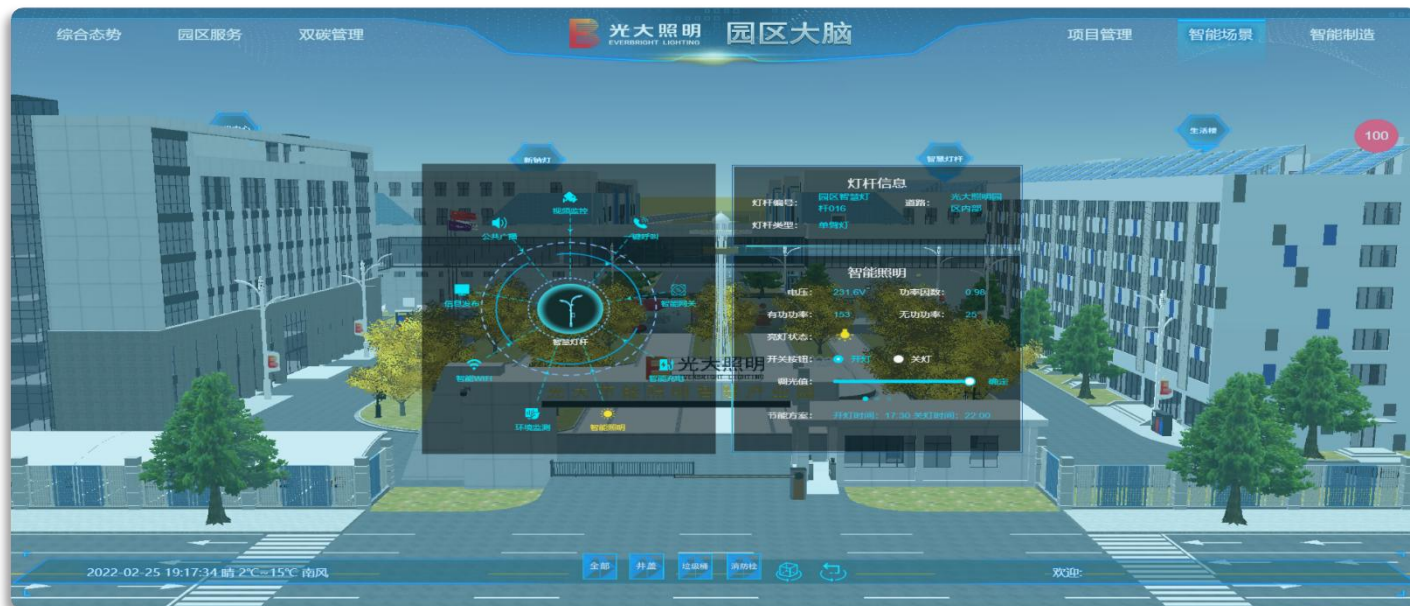 综合态势
园区服务
双碳管理
光大照明
EVERBRIGHT LIGHTING
园区大脑
项目管理
智能场景
智能制造
生活楼
100
新钠灯
智慧灯杆
视频监控
公共广播
一键呼叫
信息发布
智能网关
智慧灯杆
智能WIFI
环境监测
智能照明
灯杆信息
灯杆编号: 园区智慧灯杆016 道路: 光大照明园区内部
灯杆类型: 单臂灯
智能照明
电压: 231.6V 功率因数: 0.98
有功功率: 153 无功功率: 25
亮灯状态:
开关按钮: 开灯 关灯
调光值: 确定
节能方案: 开灯时间: 17:30 关灯时间: 22:00
光大照明
2022-02-25 19:17:34 晴 2℃~15℃ 南风
全部
井盖
垃圾桶
消防栓
欢迎: